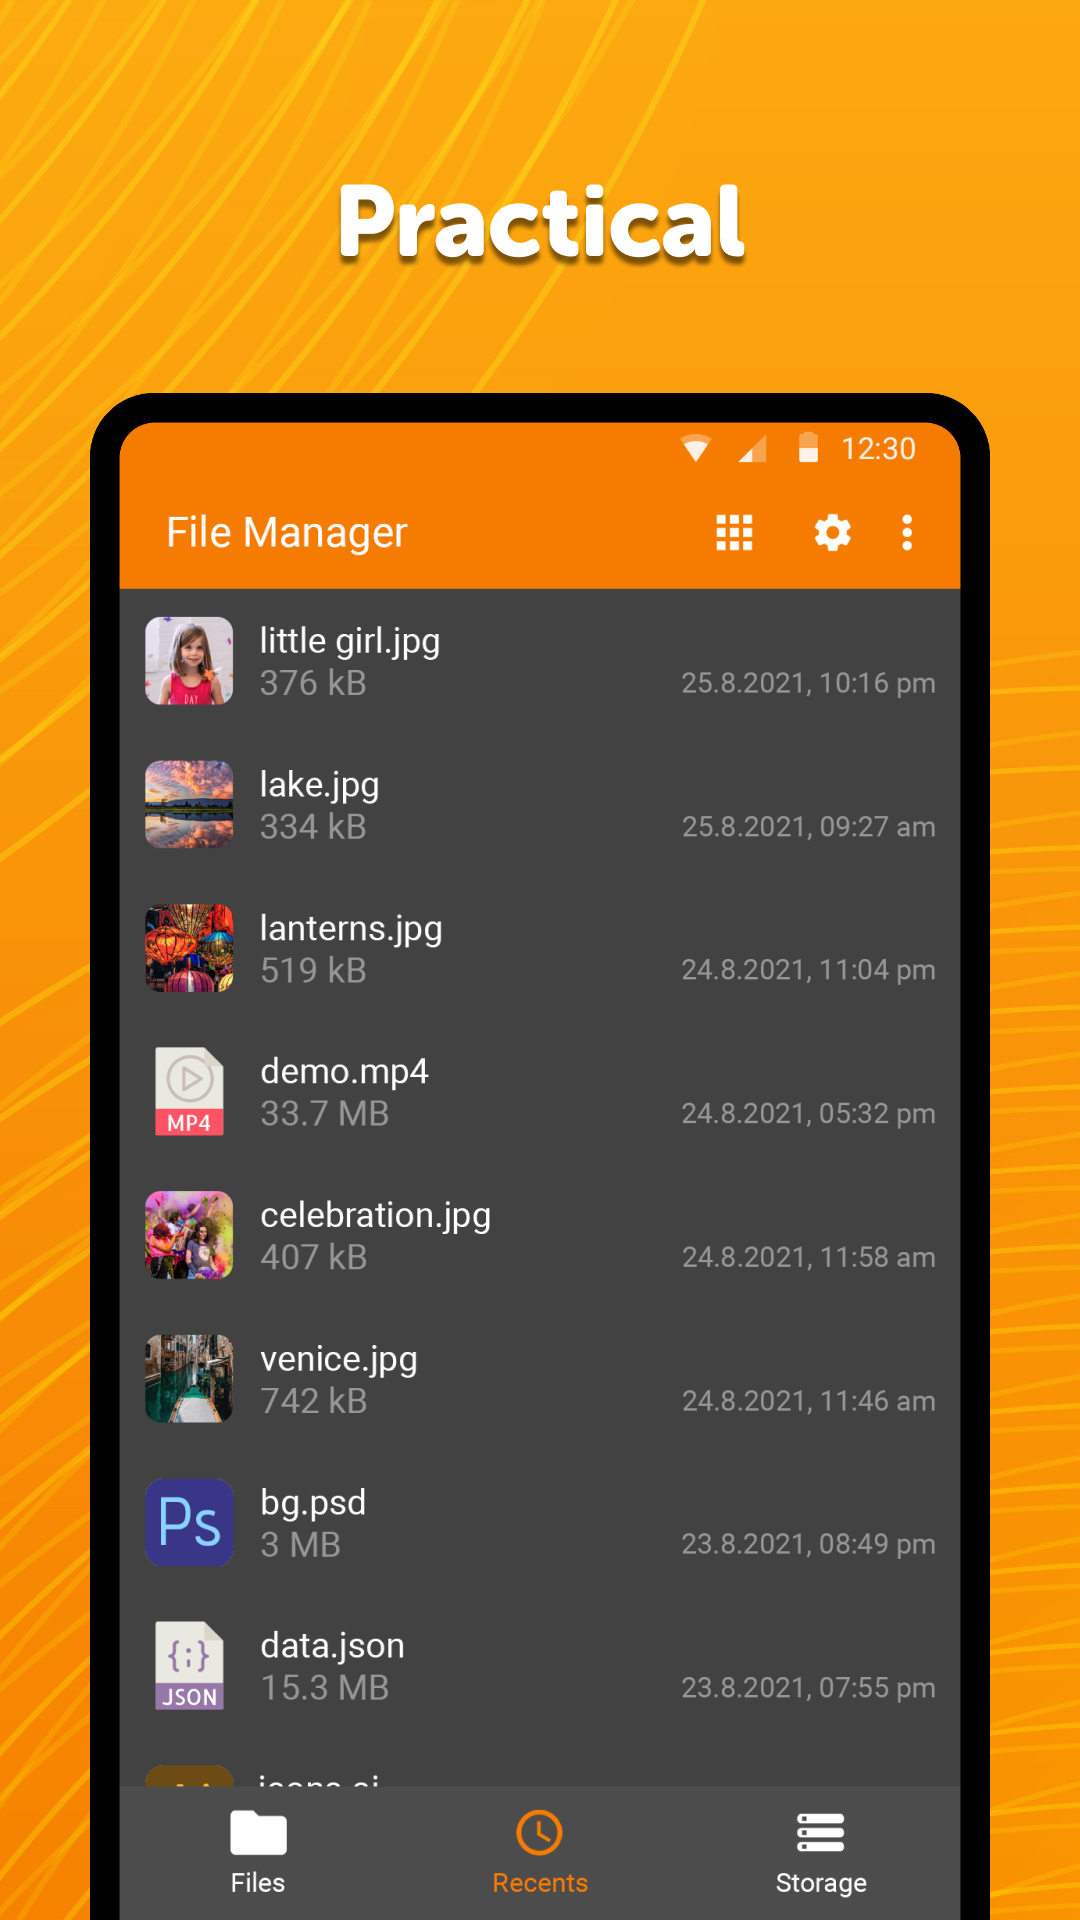 Practical
12:30
File Manager
little girl.jpg
376 kB
25.8.2021, 10:16 pm
lake.jpg
334 kB
25.8.2021, 09:27 am
lanterns.jpg
519 kB
24.8.2021, 11:04 pm
MP4
demo.mp4
33.7 MB
24.8.2021, 05:32 pm
celebration.jpg
407 kB
24.8.2021, 11:58 am
venice.jpg
742 kB
24.8.2021, 11:46 am
Ps
bg.psd
3 MB
23.8.2021, 08:49 pm
{;}
JSON
data.json
15.3 MB
23.8.2021, 07:55 pm
icons.ai
Files
Recents
Storage